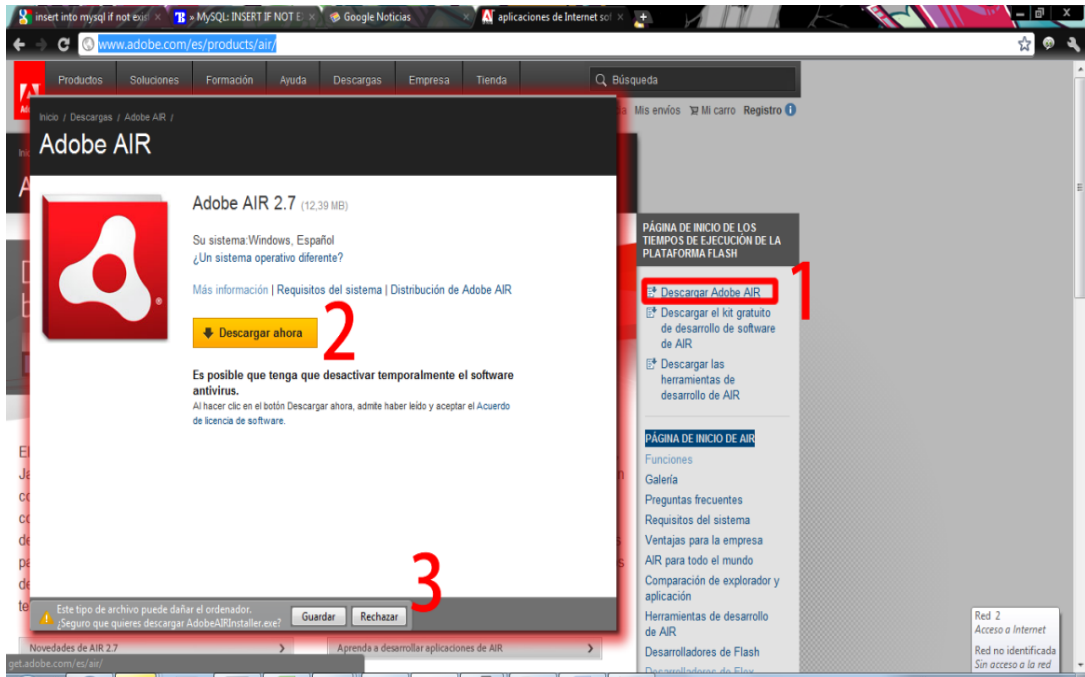 insert into mysql if not exis
» MySQL: INSERT IF NOT E
Google Noticias
aplicaciones de Internet sof
www.adobe.com/es/products/air/
Productos
Soluciones
Formación
Ayuda
Descargas
Empresa
Tienda
Búsqueda
Mis envíos
Mi carro
Registro
Inicio / Descargas / Adobe AIR /
Adobe AIR
Adobe AIR 2.7 (12,39 MB)
Su sistema:Windows, Español
¿Un sistema operativo diferente?
Más información | Requisitos del sistema | Distribución de Adobe AIR
Descargar ahora
2
Es posible que tenga que desactivar temporalmente el software
antivirus.
Al hacer clic en el botón Descargar ahora, admite haber leído y aceptar el Acuerdo
de licencia de software.
3
Este tipo de archivo puede dañar el ordenador.
¿Seguro que quieres descargar AdobeAIRInstaller.exe?
Guardar
Rechazar
Novedades de AIR 2.7
Aprenda a desarrollar aplicaciones de AIR
get.adobe.com/es/air/
PÁGINA DE INICIO DE LOS
TIEMPOS DE EJECUCIÓN DE LA
PLATAFORMA FLASH
1
Descargar Adobe AIR
Descargar el kit gratuito
de desarrollo de software
de AIR
Descargar las
herramientas de
desarrollo de AIR
PÁGINA DE INICIO DE AIR
Funciones
Galería
Preguntas frecuentes
Requisitos del sistema
Ventajas para la empresa
AIR para todo el mundo
Comparación de explorador y
aplicación
Herramientas de desarrollo
de AIR
Desarrolladores de Flash
Desarrolladores de Flex
Red 2
Acceso a Internet
Red no identificada
Sin acceso a la red